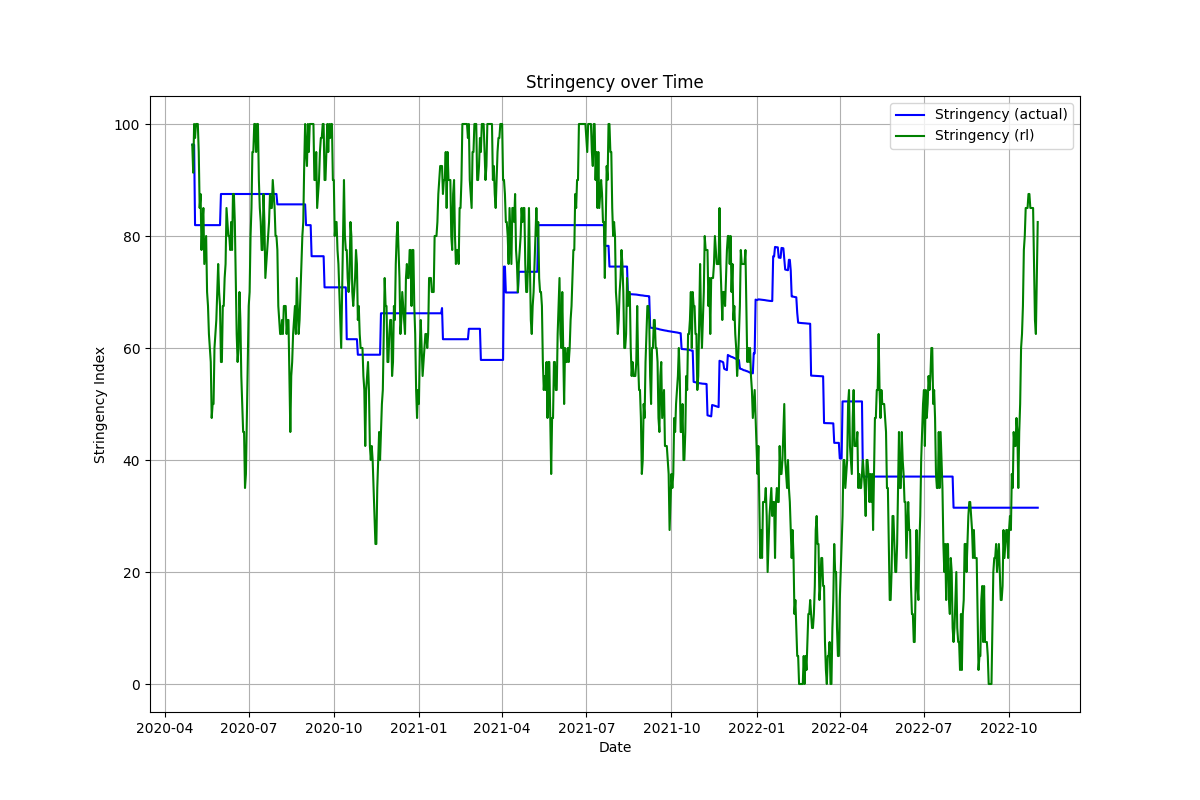 Stringency over Time
Stringency (actual)
Stringency (rl)
Stringency Index
100
80
60
40
20
0
2020-04 2020-07 2020-10 2021-01 2021-04 2021-07 2021-10 2022-01 2022-04 2022-07 2022-10
Date